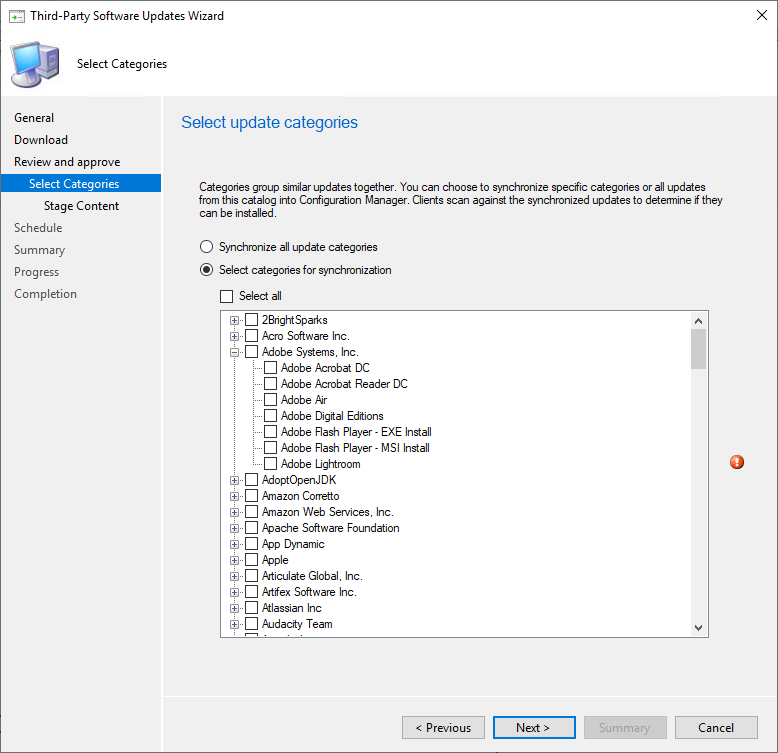 Third-Party Software Updates Wizard
Select Categories
General
Download
Review and approve
Select Categories
Stage Content
Schedule
Summary
Progress
Completion
Select update categories
Categories group similar updates together. You can choose to synchronize specific categories or all updates
from this catalog into Configuration Manager. Clients scan against the synchronized updates to determine if they
can be installed.
Synchronize all update categories
Select categories for synchronization
Select all
2BrightSparks
Acro Software Inc.
Adobe Systems, Inc.
Adobe Acrobat DC
Adobe Acrobat Reader DC
Adobe Air
Adobe Digital Editions
Adobe Flash Player - EXE Install
Adobe Flash Player - MSI Install
Adobe Lightroom
AdoptOpenJDK
Amazon Corretto
Amazon Web Services, Inc.
Apache Software Foundation
App Dynamic
Apple
Articulate Global, Inc.
Artifex Software Inc.
Atlassian Inc
Audacity Team
< Previous
Next >
Summary
Cancel